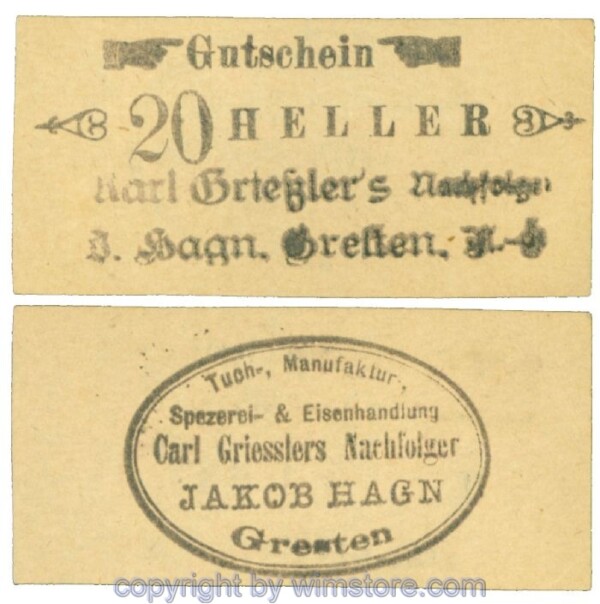 Gutschein
20 HELLER
Karl Grießler's Nachfolger
J. Hagn, Gresten, N.-Ö
Tuch-, Manufaktur-,
Spezerei- & Eisenhandlung
Carl Griesslers Nachfolger
JAKOB HAGN
Gresten
copyright by wimstore.com